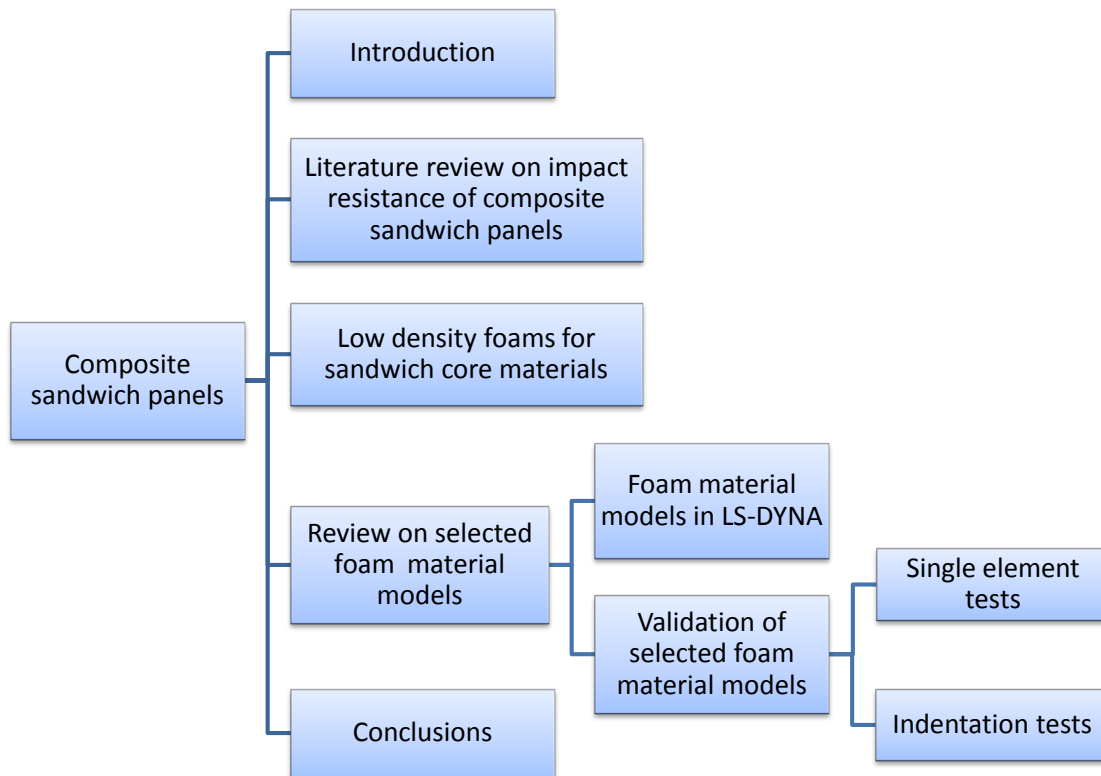 Introduction
Literature review on impact
resistance of composite
sandwich panels
Composite
sandwich panels
Low density foams for
sandwich core materials
Review on selected
foam material
models
Foam material
models in LS-DYNA
Validation of
selected foam
material models
Single element
tests
Indentation tests
Conclusions